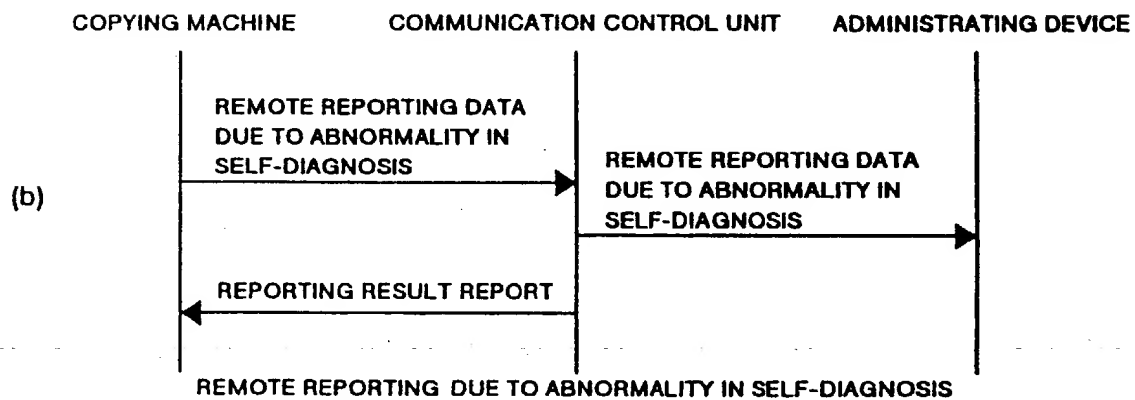 COPYING MACHINE COMMUNICATION CONTROL UNIT ADMINISTRATING DEVICE
REMOTE REPORTING DATA
DUE TO ABNORMALITY IN
SELF-DIAGNOSIS
REMOTE REPORTING DATA
DUE TO ABNORMALITY IN
SELF-DIAGNOSIS
(b)
REPORTING RESULT REPORT
REMOTE REPORTING DUE TO ABNORMALITY IN SELF-DIAGNOSIS